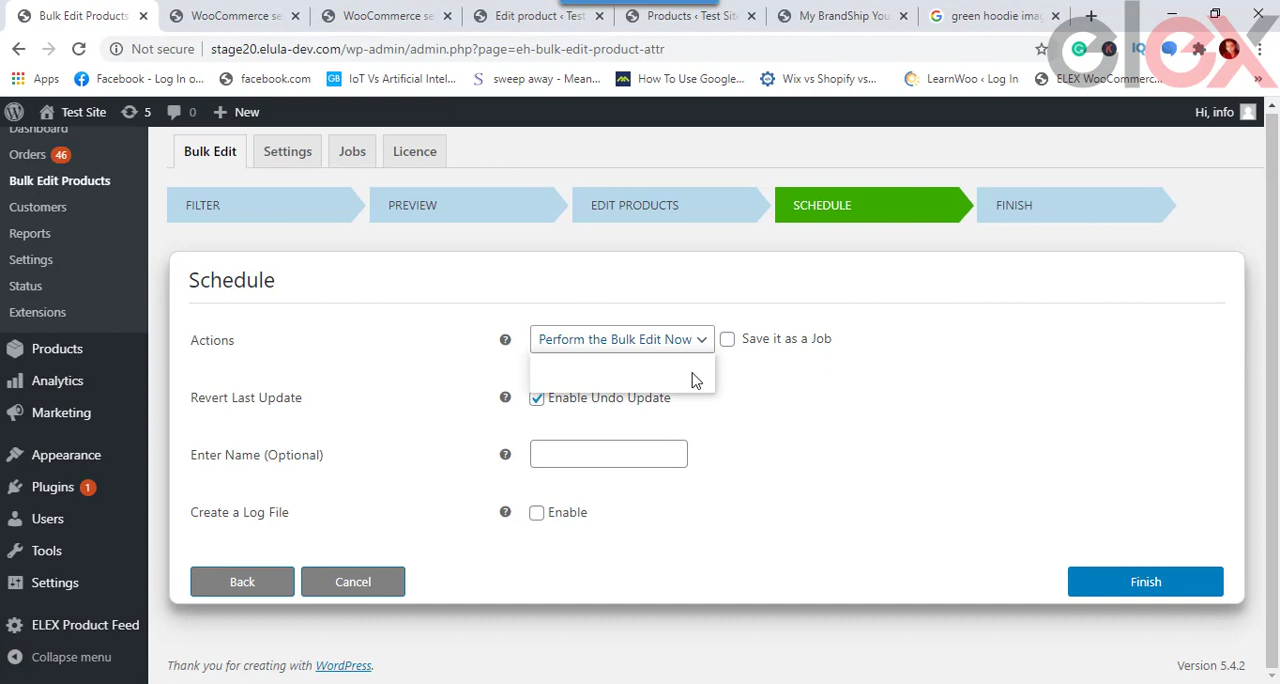 Bulk Edit Products
WooCommerce se
WooCommerce se
Edit product ‹ Test
Products ‹ Test Sit
My BrandShip You
green hoodie ima
Not secure stage20.elula-dev.com/wp-admin/admin.php?page=eh-bulk-edit-product-attr
IQ
elex
Apps Facebook - Log In o... facebook.com IoT Vs Artificial Intel... sweep away - Mean... How To Use Google... Wix vs Shopify vs... LearnWoo ‹ Log In ELEX WooCommerc...
Test Site 5 0 New Hi, info
Dashboard
Orders 46
Bulk Edit Products
Customers
Reports
Settings
Status
Extensions
Products
Analytics
Marketing
Appearance
Plugins 1
Users
Tools
Settings
ELEX Product Feed
Collapse menu
Bulk Edit Settings Jobs Licence
FILTER PREVIEW EDIT PRODUCTS SCHEDULE FINISH
Schedule
Actions Perform the Bulk Edit Now Save it as a Job
Revert Last Update Enable Undo Update
Enter Name (Optional)
Create a Log File Enable
Back Cancel Finish
Thank you for creating with WordPress. Version 5.4.2